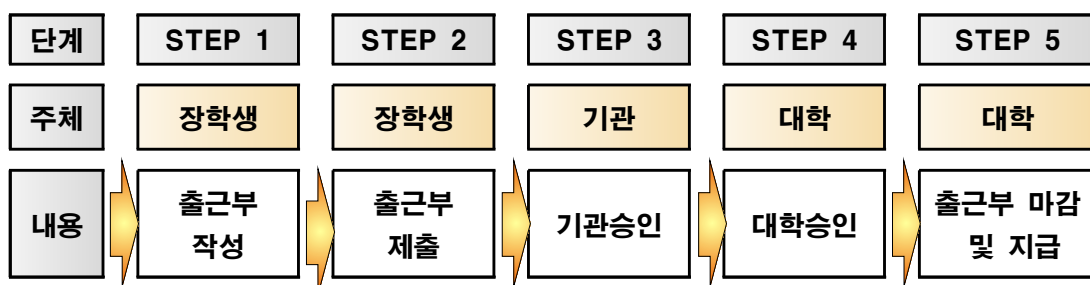 단계 STEP 1 STEP 2 STEP 3 STEP 4 STEP 5
주체 장학생 장학생 기관 대학 대학
내용
출근부
작성
출근부
제출
기관승인
대학승인
출근부 마감
및 지급